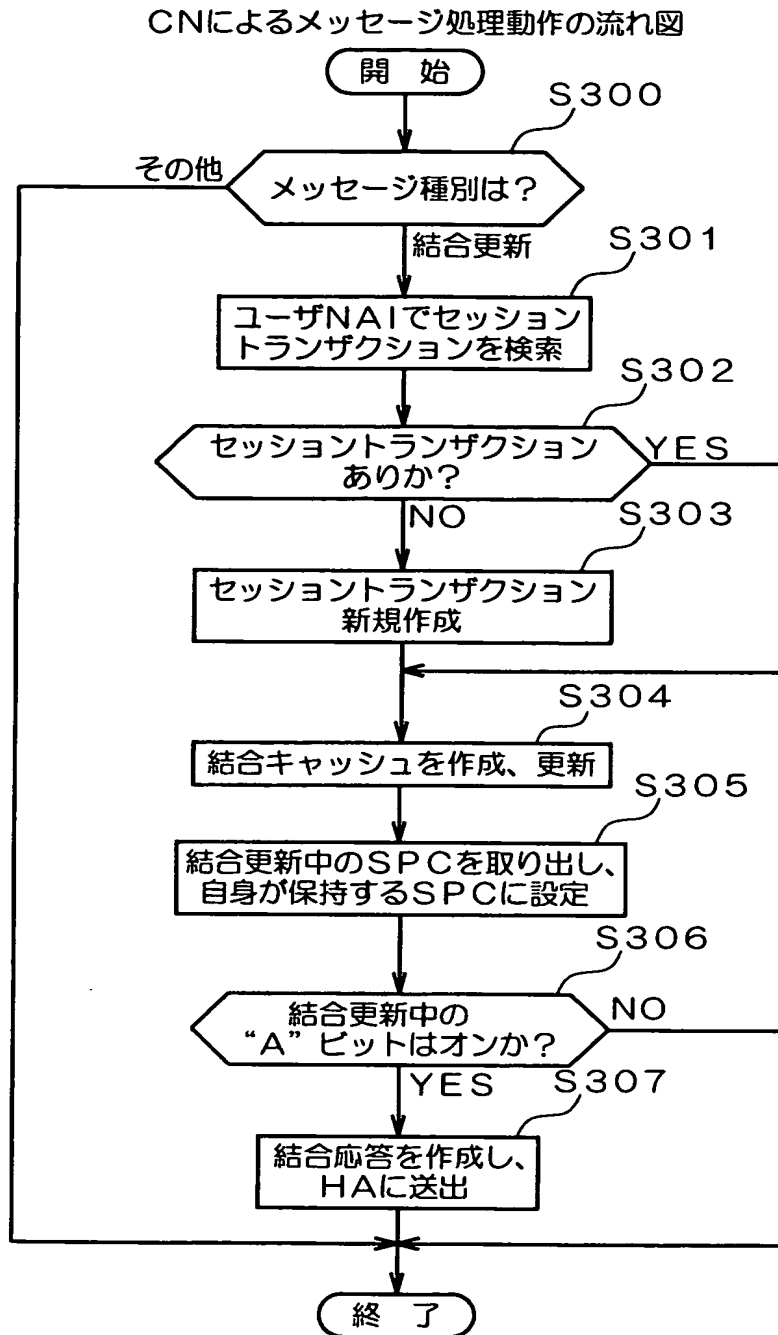 CNによるメッセージ処理動作の流れ図
開 始
S300
その他
メッセージ種別は?
結合更新
S301
ユーザNAIでセッション
トランザクションを検索
S302
セッショントランザクション
ありか?
YES
NO
S303
セッショントランザクション
新規作成
S304
結合キャッシュを作成、更新
S305
結合更新中のSPCを取り出し、
自身が保持するSPCに設定
S306
結合更新中の
“A”ビットはオンか?
NO
YES
S307
結合応答を作成し、
HAに送出
終 了